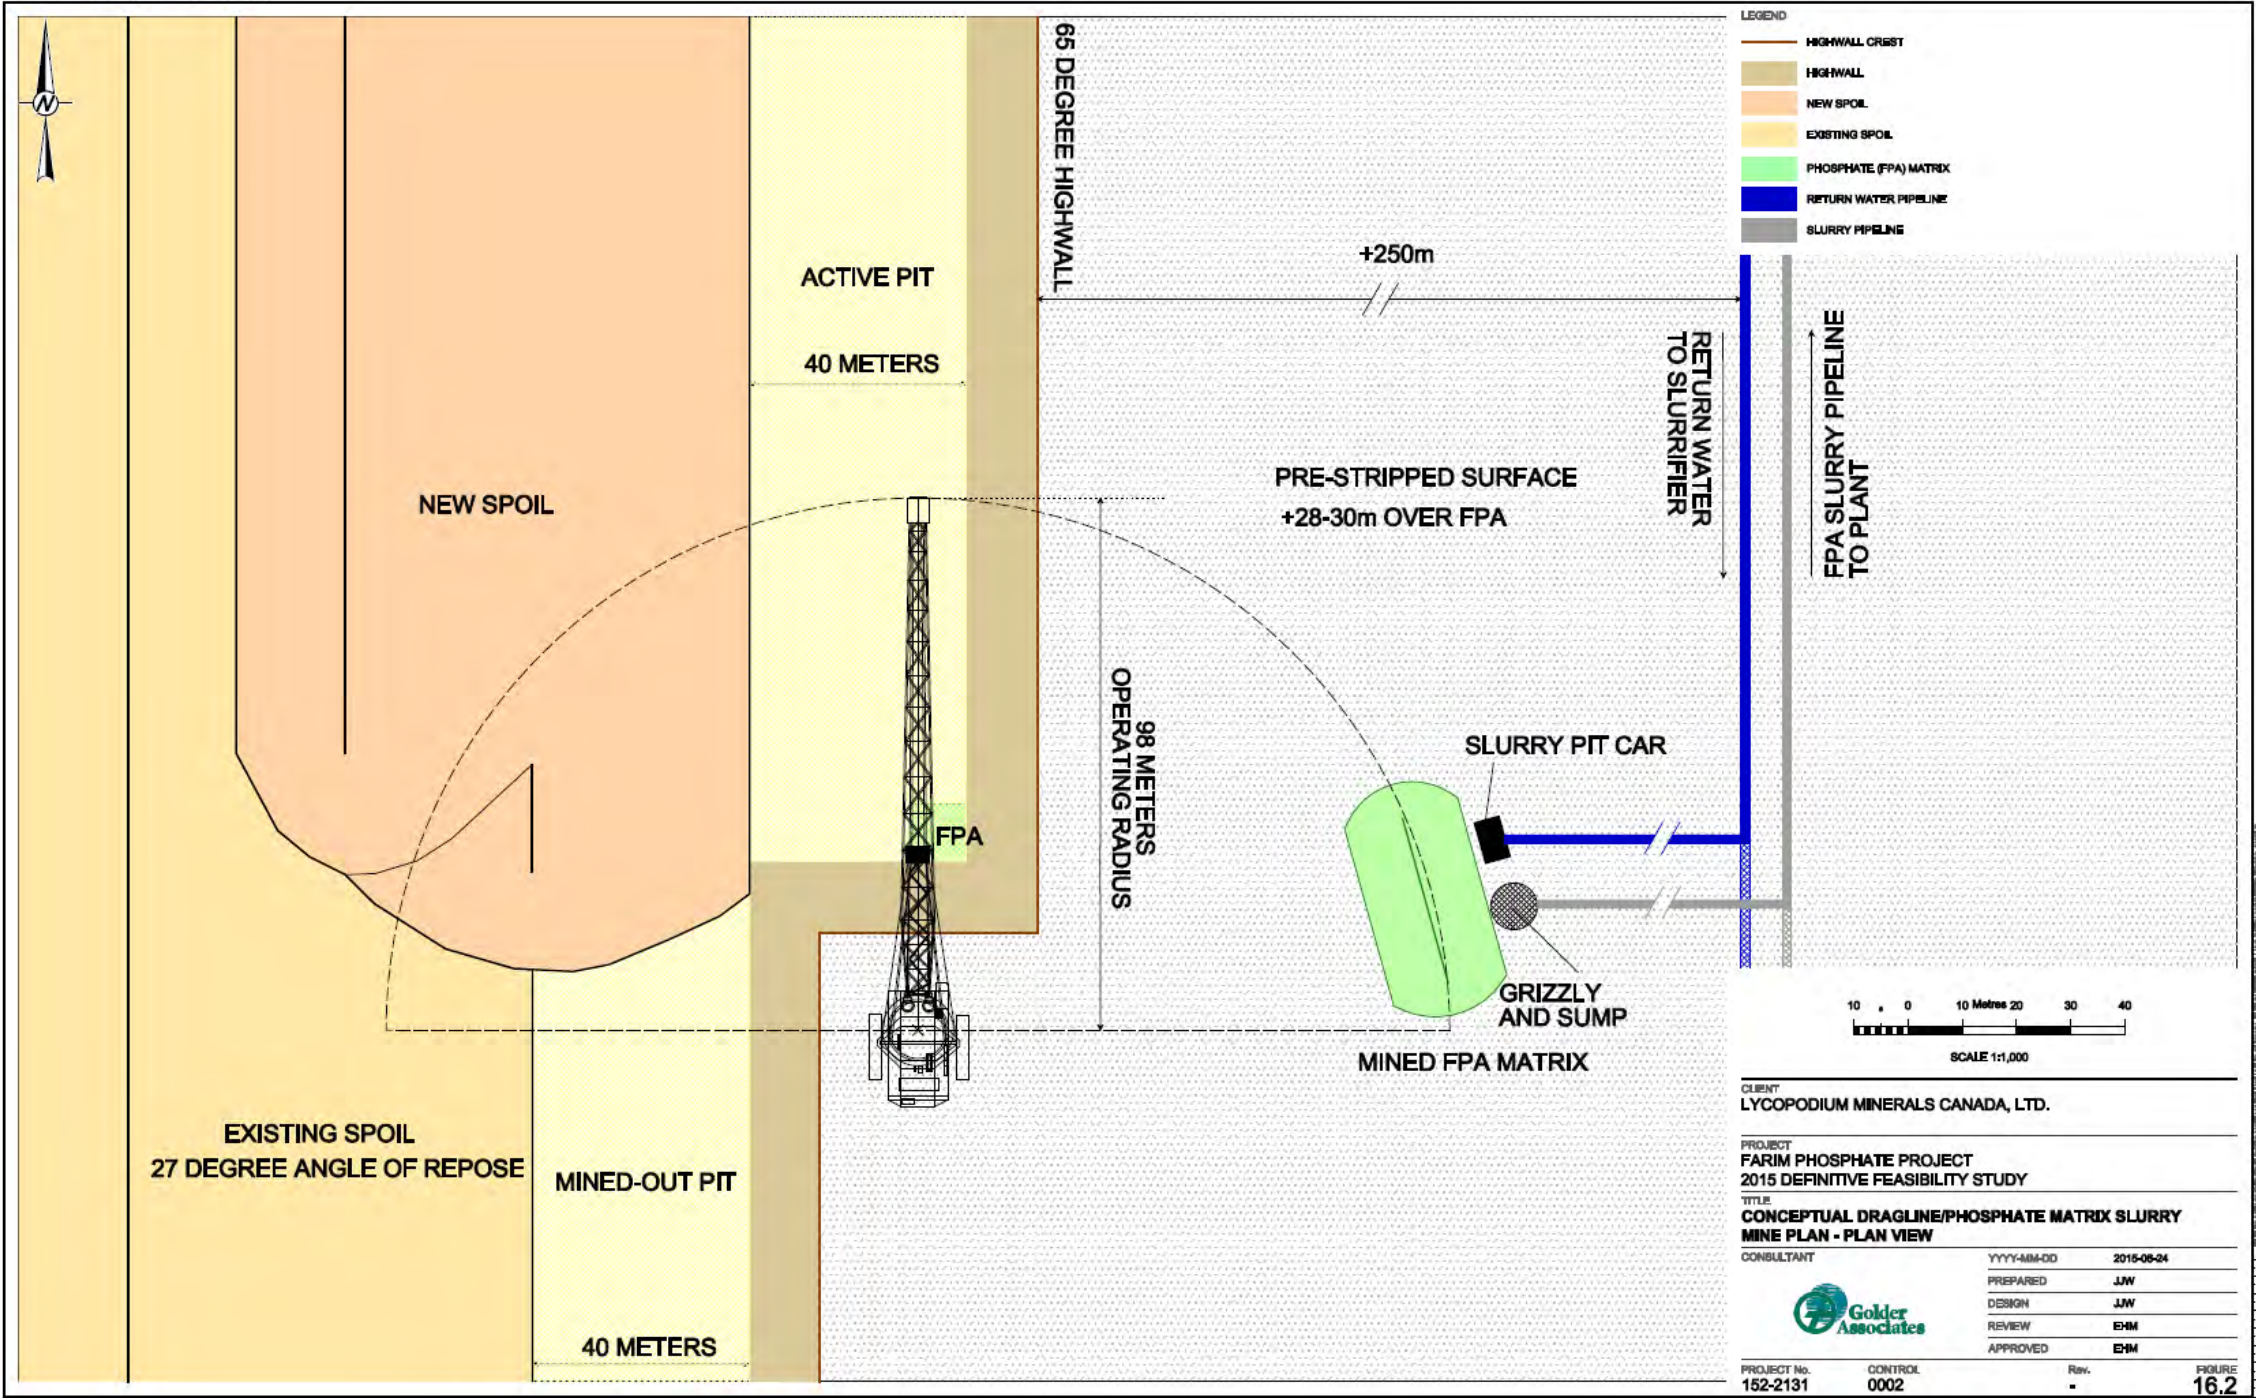 N
65 DEGREE HIGHWALL
ACTIVE PIT
40 METERS
NEW SPOIL
+250m
PRE-STRIPPED SURFACE
+28-30m OVER FPA
RETURN WATER
TO SLURRIFIER
FPA SLURRY PIPELINE
TO PLANT
98 METERS
OPERATING RADIUS
FPA
SLURRY PIT CAR
GRIZZLY
AND SUMP
MINED FPA MATRIX
EXISTING SPOIL
27 DEGREE ANGLE OF REPOSE
MINED-OUT PIT
40 METERS
LEGEND
HIGHWALL CREST
HIGHWALL
NEW SPOIL
EXISTING SPOIL
PHOSPHATE (FPA) MATRIX
RETURN WATER PIPELINE
SLURRY PIPELINE
10 0 10 Metres 20 30 40
SCALE 1:1,000
CLIENT
LYCOPODIUM MINERALS CANADA, LTD.
PROJECT
FARIM PHOSPHATE PROJECT
2015 DEFINITIVE FEASIBILITY STUDY
TITLE
CONCEPTUAL DRAGLINE/PHOSPHATE MATRIX SLURRY
MINE PLAN - PLAN VIEW
CONSULTANT
Golder
Associates
YYYY-MM-DD
PREPARED JJW
DESIGN JJW
REVIEW EHM
APPROVED EHM
PROJECT No. CONTROL Rev. FIGURE
152-2131 0002 - 16.2